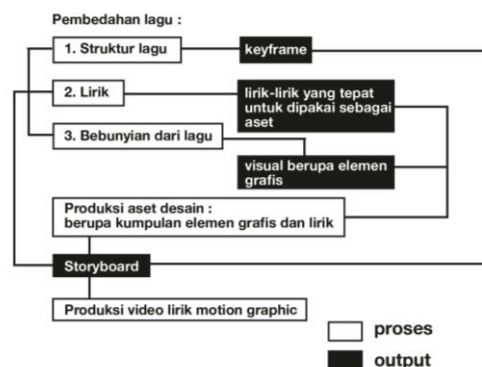 Pembedahan lagu :
1. Struktur lagu
keyframe
2. Lirik
lirik-lirik yang tepat
untuk dipakai sebagai
aset
3. Bebunyian dari lagu
visual berupa elemen
grafis
Produksi aset desain :
berupa kumpulan elemen grafis dan lirik
Storyboard
Produksi video lirik motion graphic
proses
output